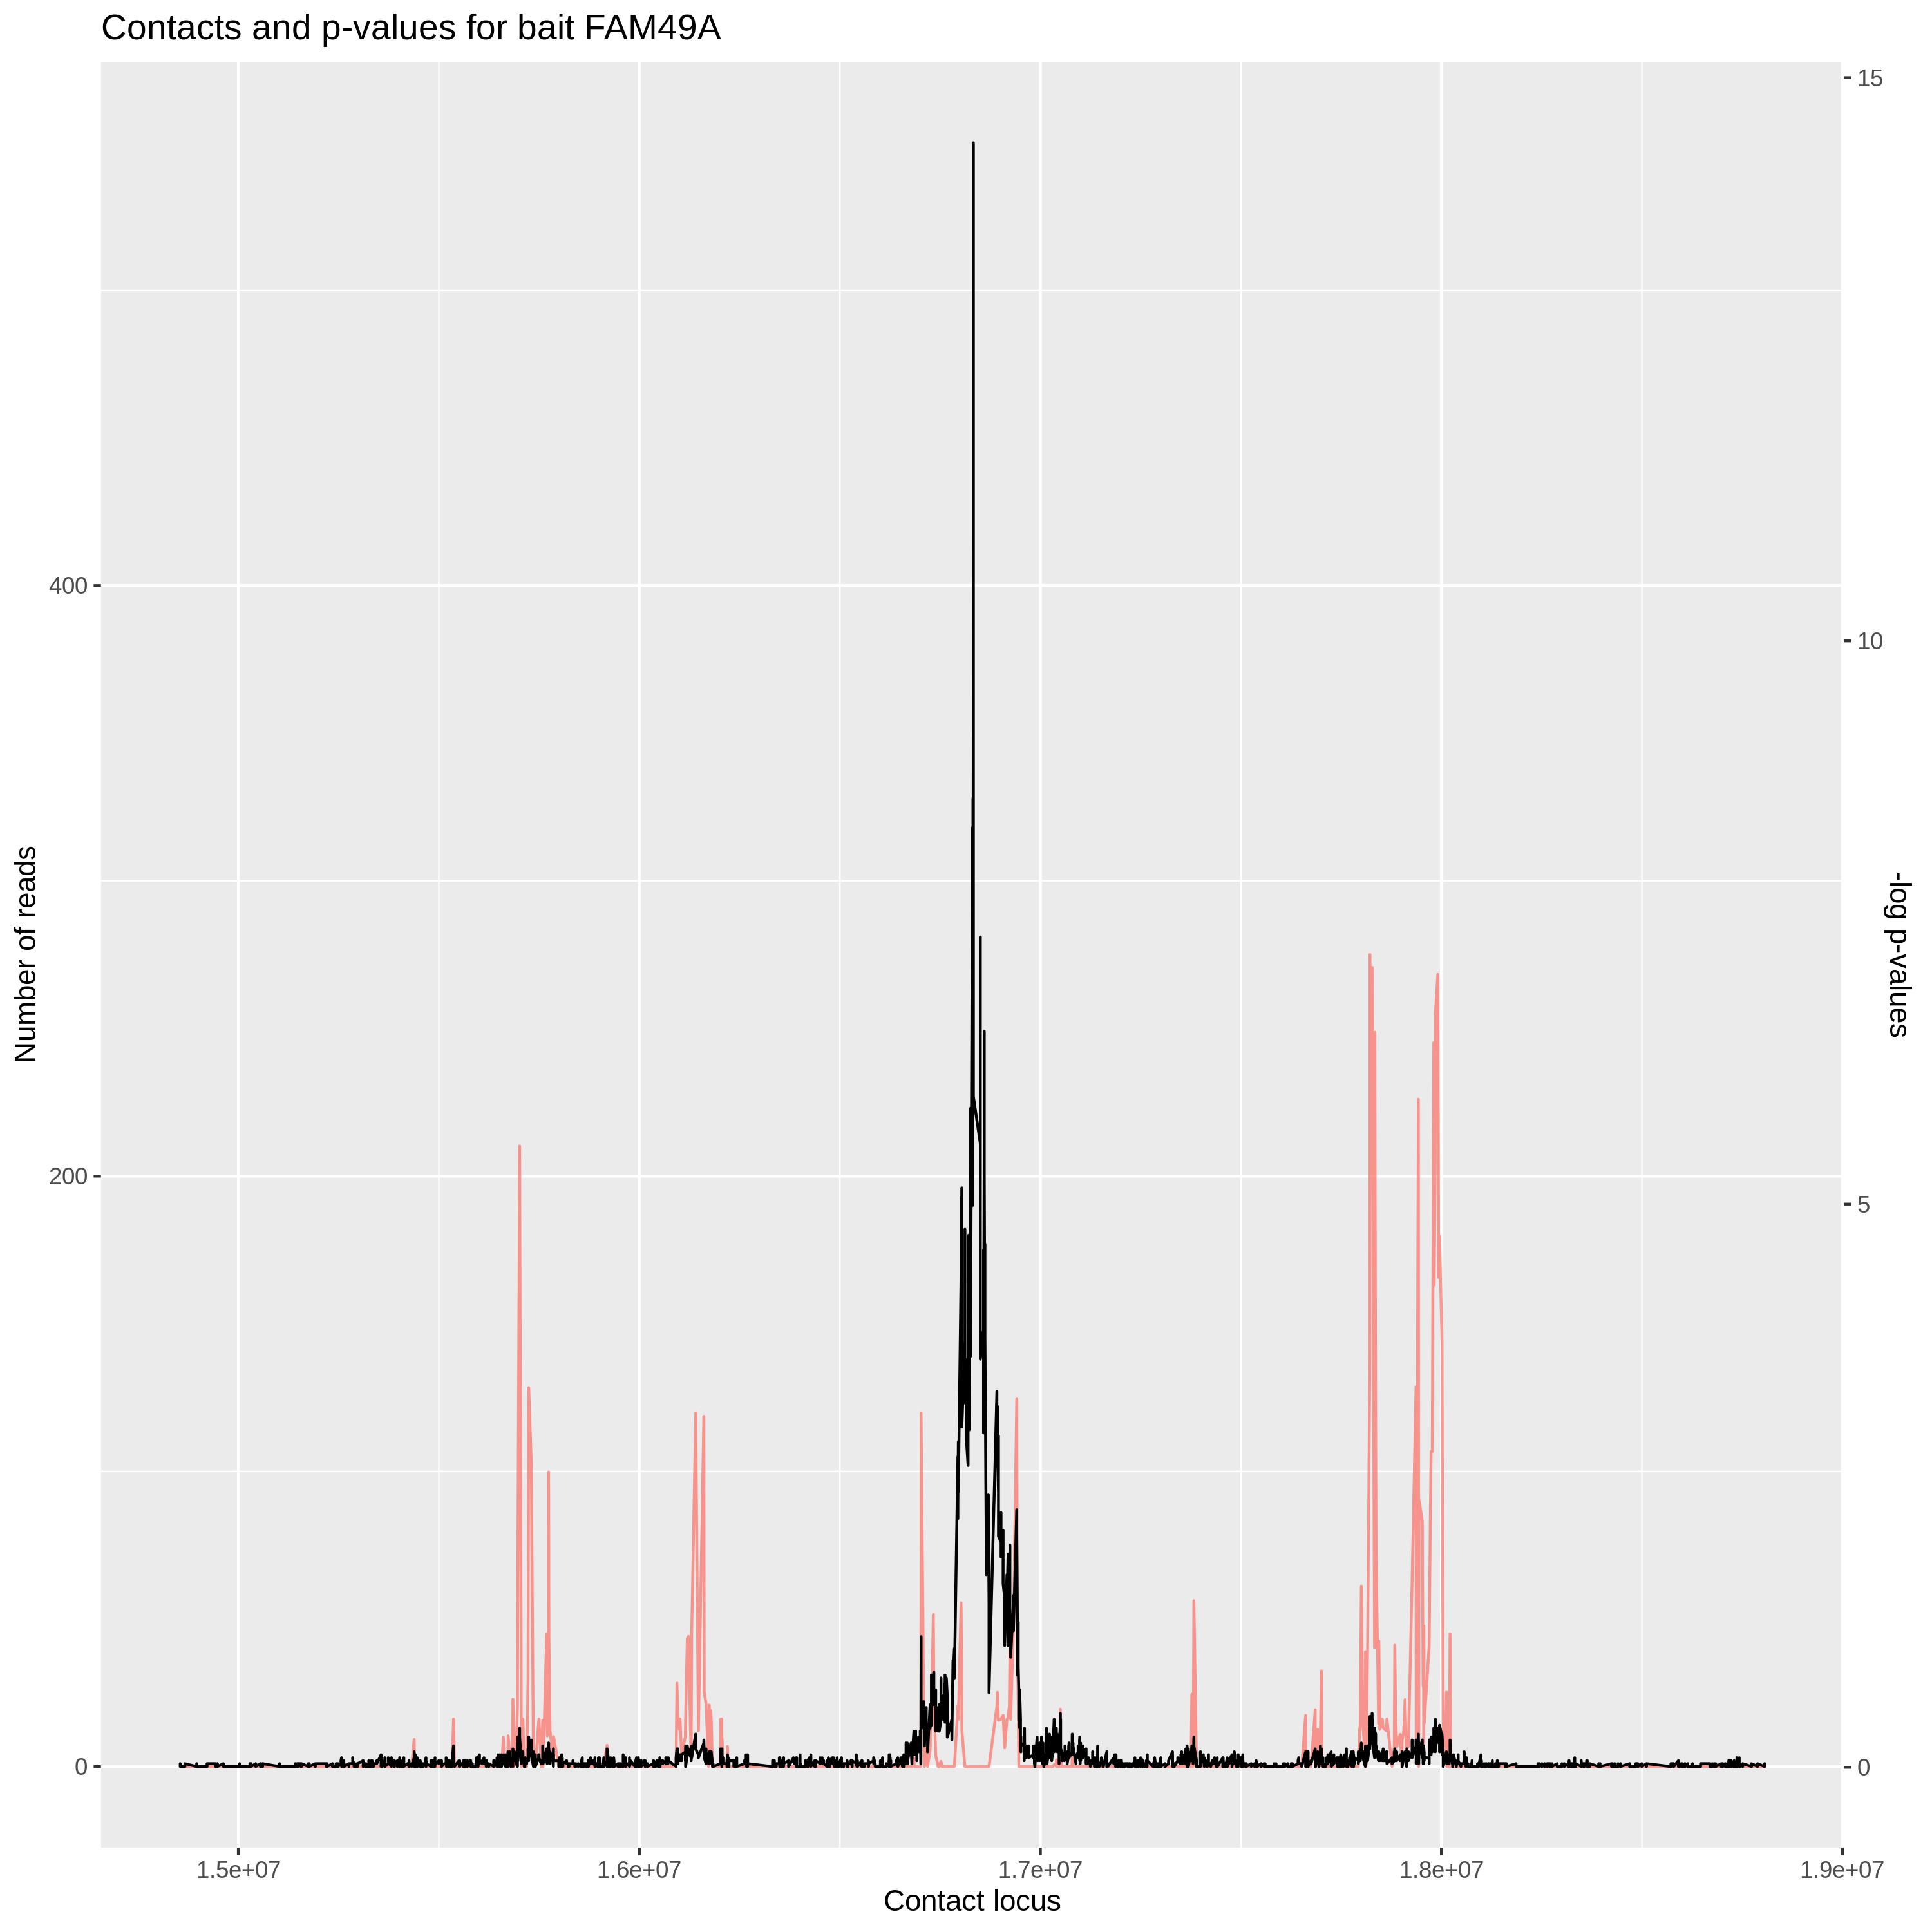 Contacts and p-values for bait FAM49A
15
400
10
Number of reads
-log p-values
200
5
0
0
1.5e+07
1.6e+07
1.7e+07
1.8e+07
1.9e+07
Contact locus